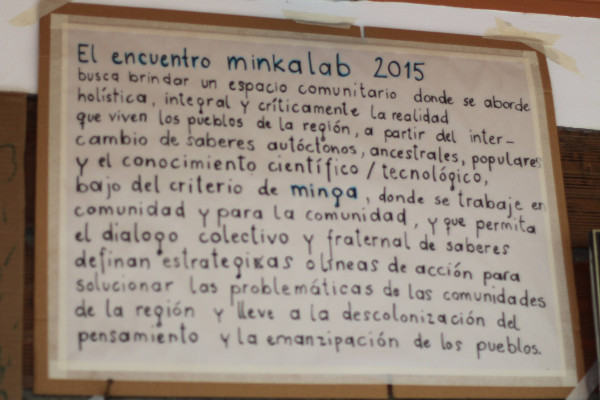 El encuentro minkalab 2015
busca brindar un espacio comunitario donde se aborde
holística, integral y críticamente la realidad
que viven los pueblos de la región, a partir del inter-
cambio de saberes autóctonos, ancestrales, populares
y el conocimiento científico / tecnológico,
bajo del criterio de minga, donde se trabaje en
comunidad y para la comunidad, y que permita
el dialogo colectivo y fraternal de saberes
definan estrategias o líneas de acción para
solucionar las problemáticas de las comunidades
de la región y lleve a la descolonización del
pensamiento y la emanzipación de los pueblos.